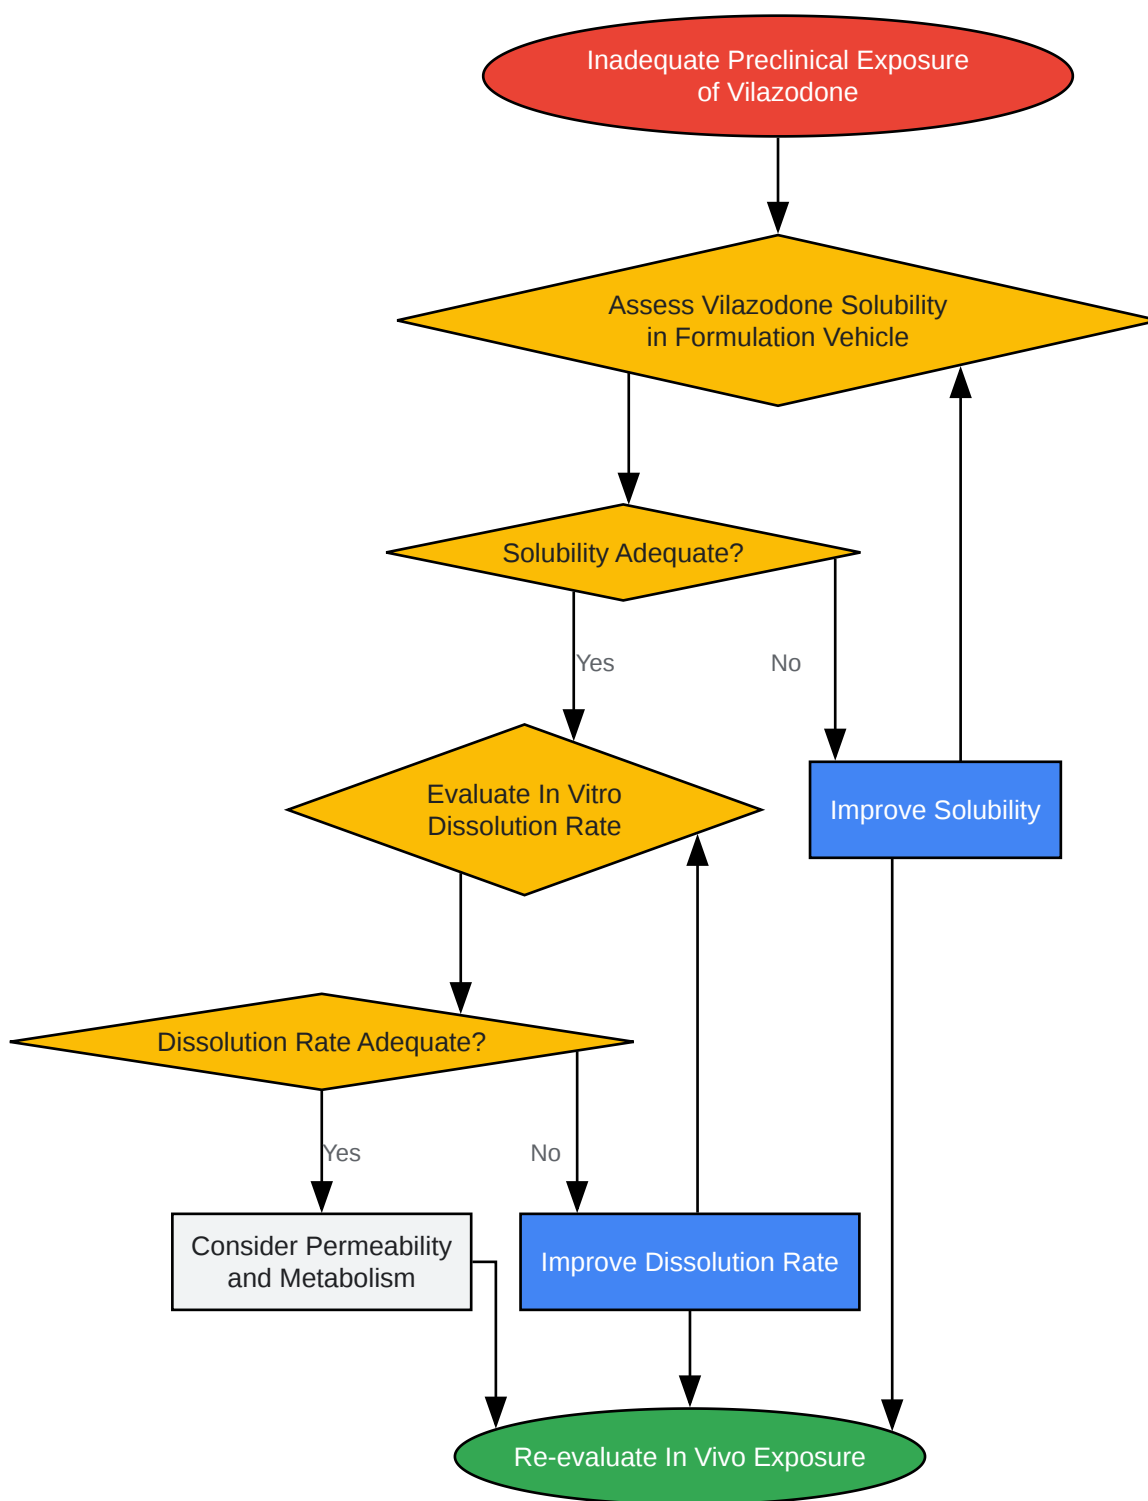 Inadequate Preclinical Exposure
of Vilazodone
Assess Vilazodone Solubility
in Formulation Vehicle
Solubility Adequate?
Yes
No
Evaluate In Vitro
Dissolution Rate
Improve Solubility
Dissolution Rate Adequate?
Yes
No
Consider Permeability
and Metabolism
Improve Dissolution Rate
Re-evaluate In Vivo Exposure